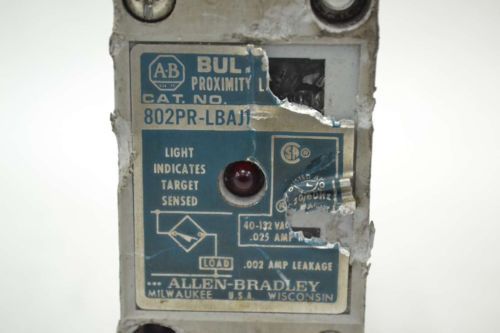 A-B
BUL.
PROXIMITY L
CAT. NO.
802PR-LBAJ1
LIGHT
INDICATES
TARGET
SENSED
40-132 VAC
.025 AMP
LOAD
.002 AMP LEAKAGE
ALLEN-BRADLEY
MILWAUKEE U.S.A. WISCONSIN